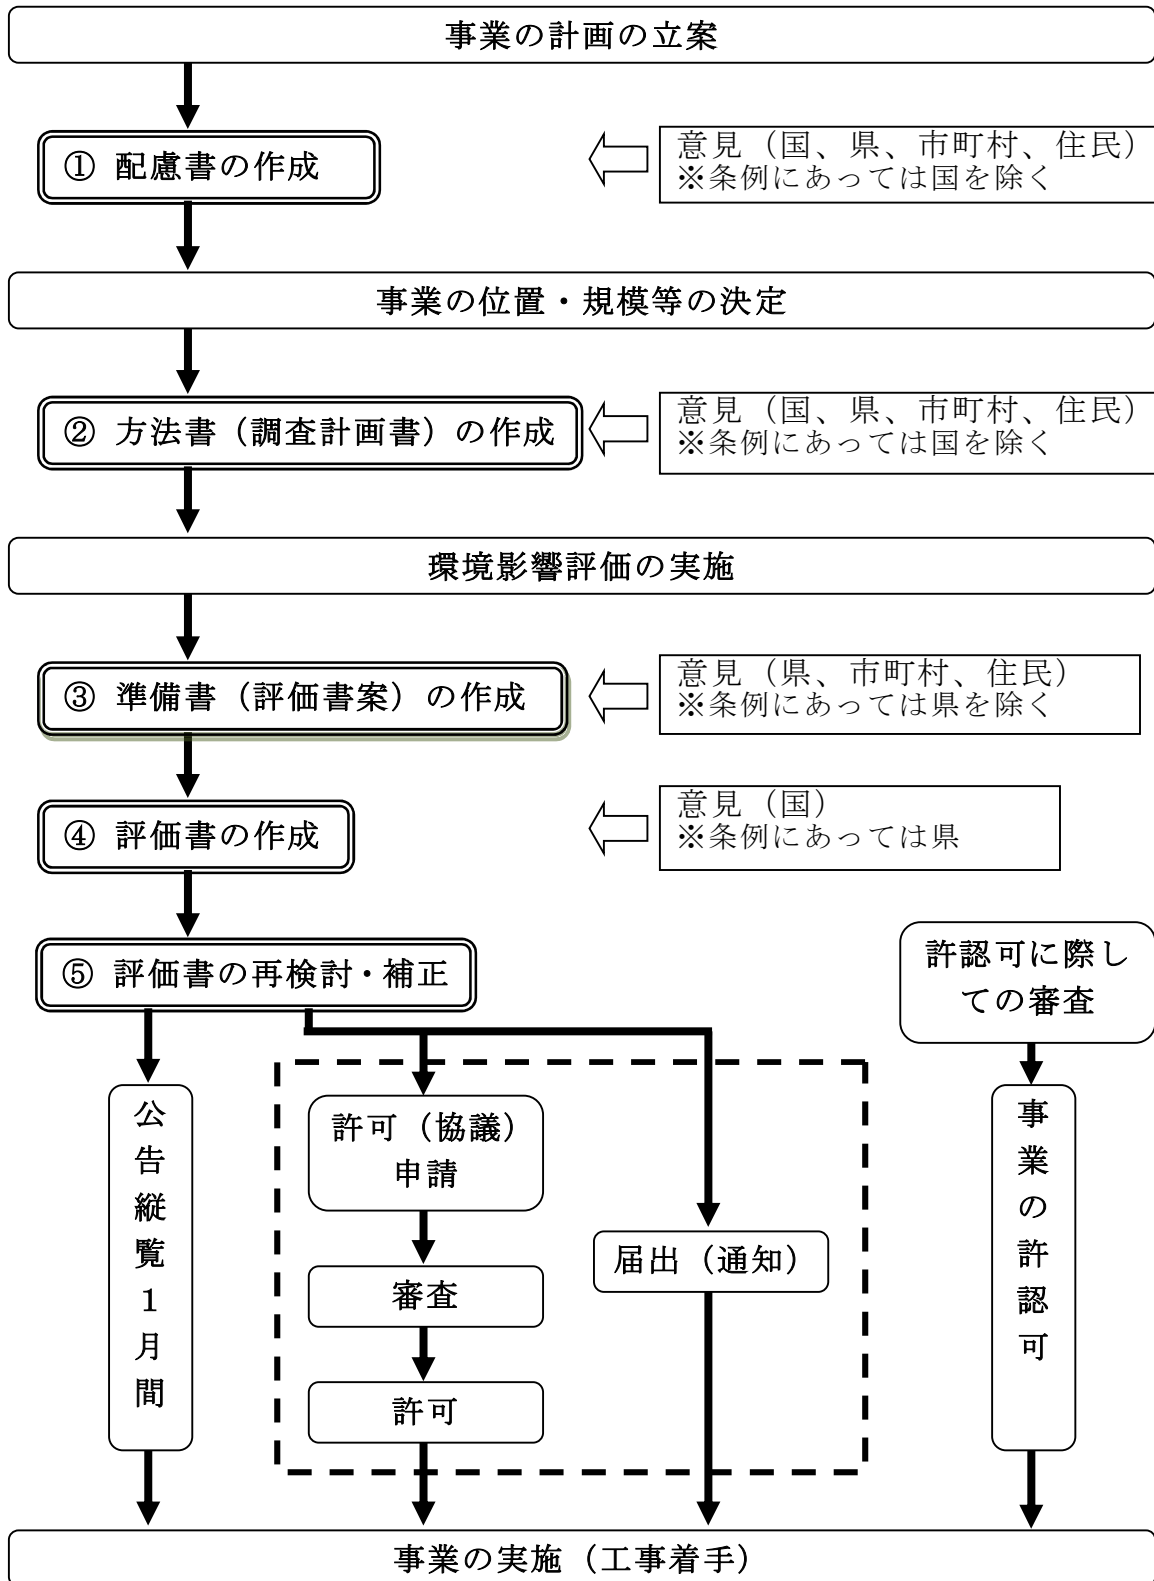 事業の計画の立案
① 配慮書の作成
意見（国、県、市町村、住民）
※条例にあっては国を除く
事業の位置・規模等の決定
② 方法書（調査計画書）の作成
意見（国、県、市町村、住民）
※条例にあっては国を除く
環境影響評価の実施
③ 準備書（評価書案）の作成
意見（県、市町村、住民）
※条例にあっては県を除く
④ 評価書の作成
意見（国）
※条例にあっては県
⑤ 評価書の再検討・補正
許認可に際し
ての審査
公告縦覧１月間
許可（協議）
申請
審査
許可
届出（通知）
事業の許認可
事業の実施（工事着手）